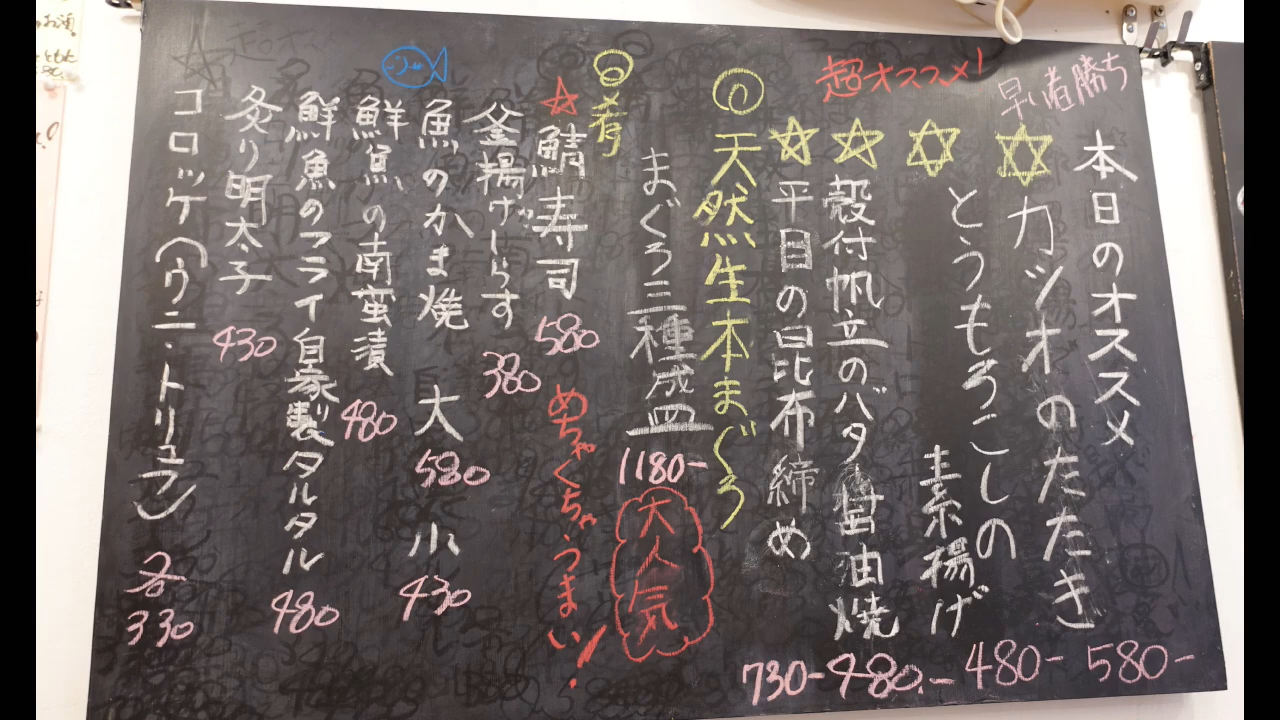 早い者勝ち
本日のオススメ
カツオのたたき
580-
とうもろこしの
素揚げ
480-
超オススメ!
殻付帆立のバター醤油焼
480.-
平目の昆布締め
730-
天然生本まぐろ
まぐろ三種盛
1180-
大人気
肴
鯖寿司
580
めちゃくちゃうまい!
釜揚げしらす
380
魚のかま焼
大
580
小
430
鮮魚の南蛮漬
480
鮮魚のフライ自家製タルタル
480
炙り明太子
430
コロッケ(ウニ・トリュフ)
各
330